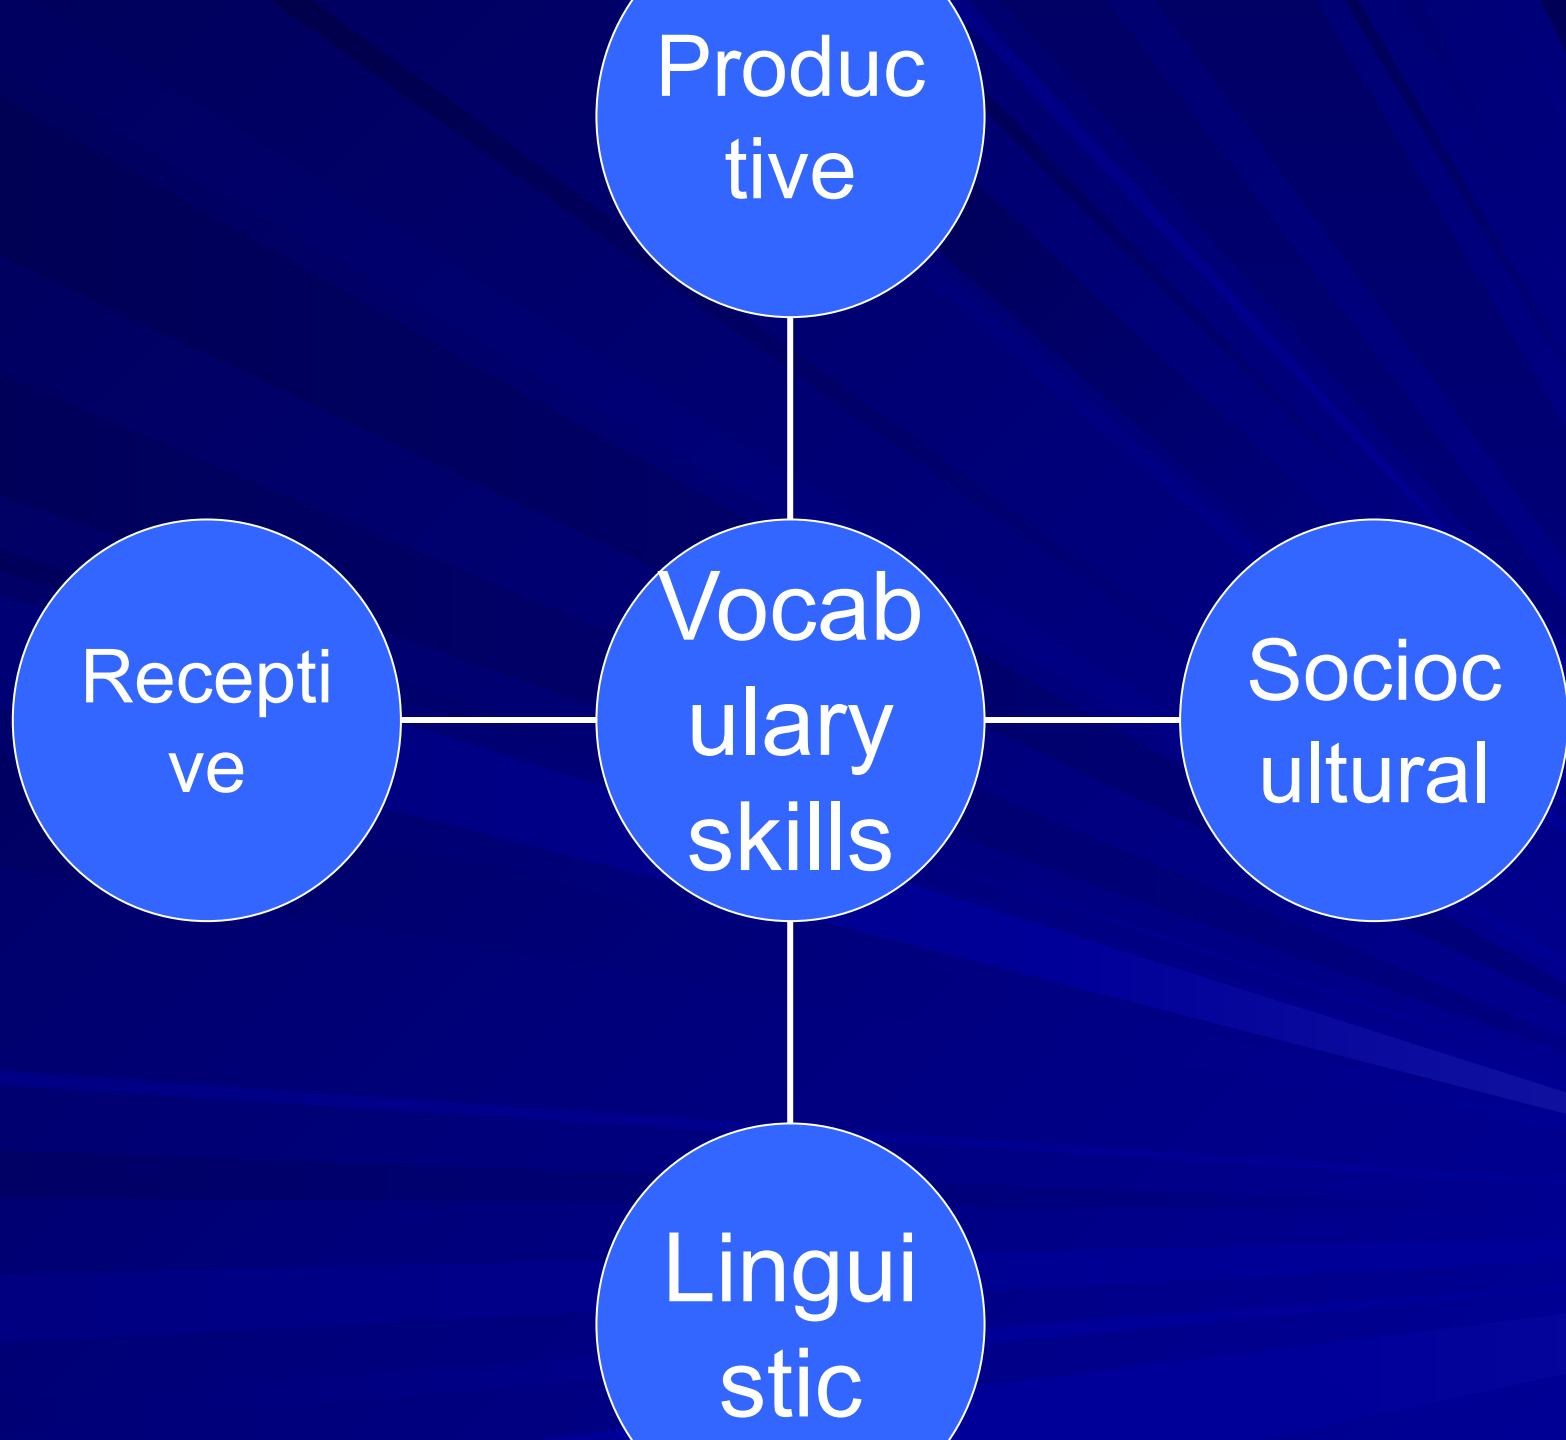 Produc
tive
Recepti
ve
Vocab
ulary
skills
Socioc
ultural
Lingui
stic